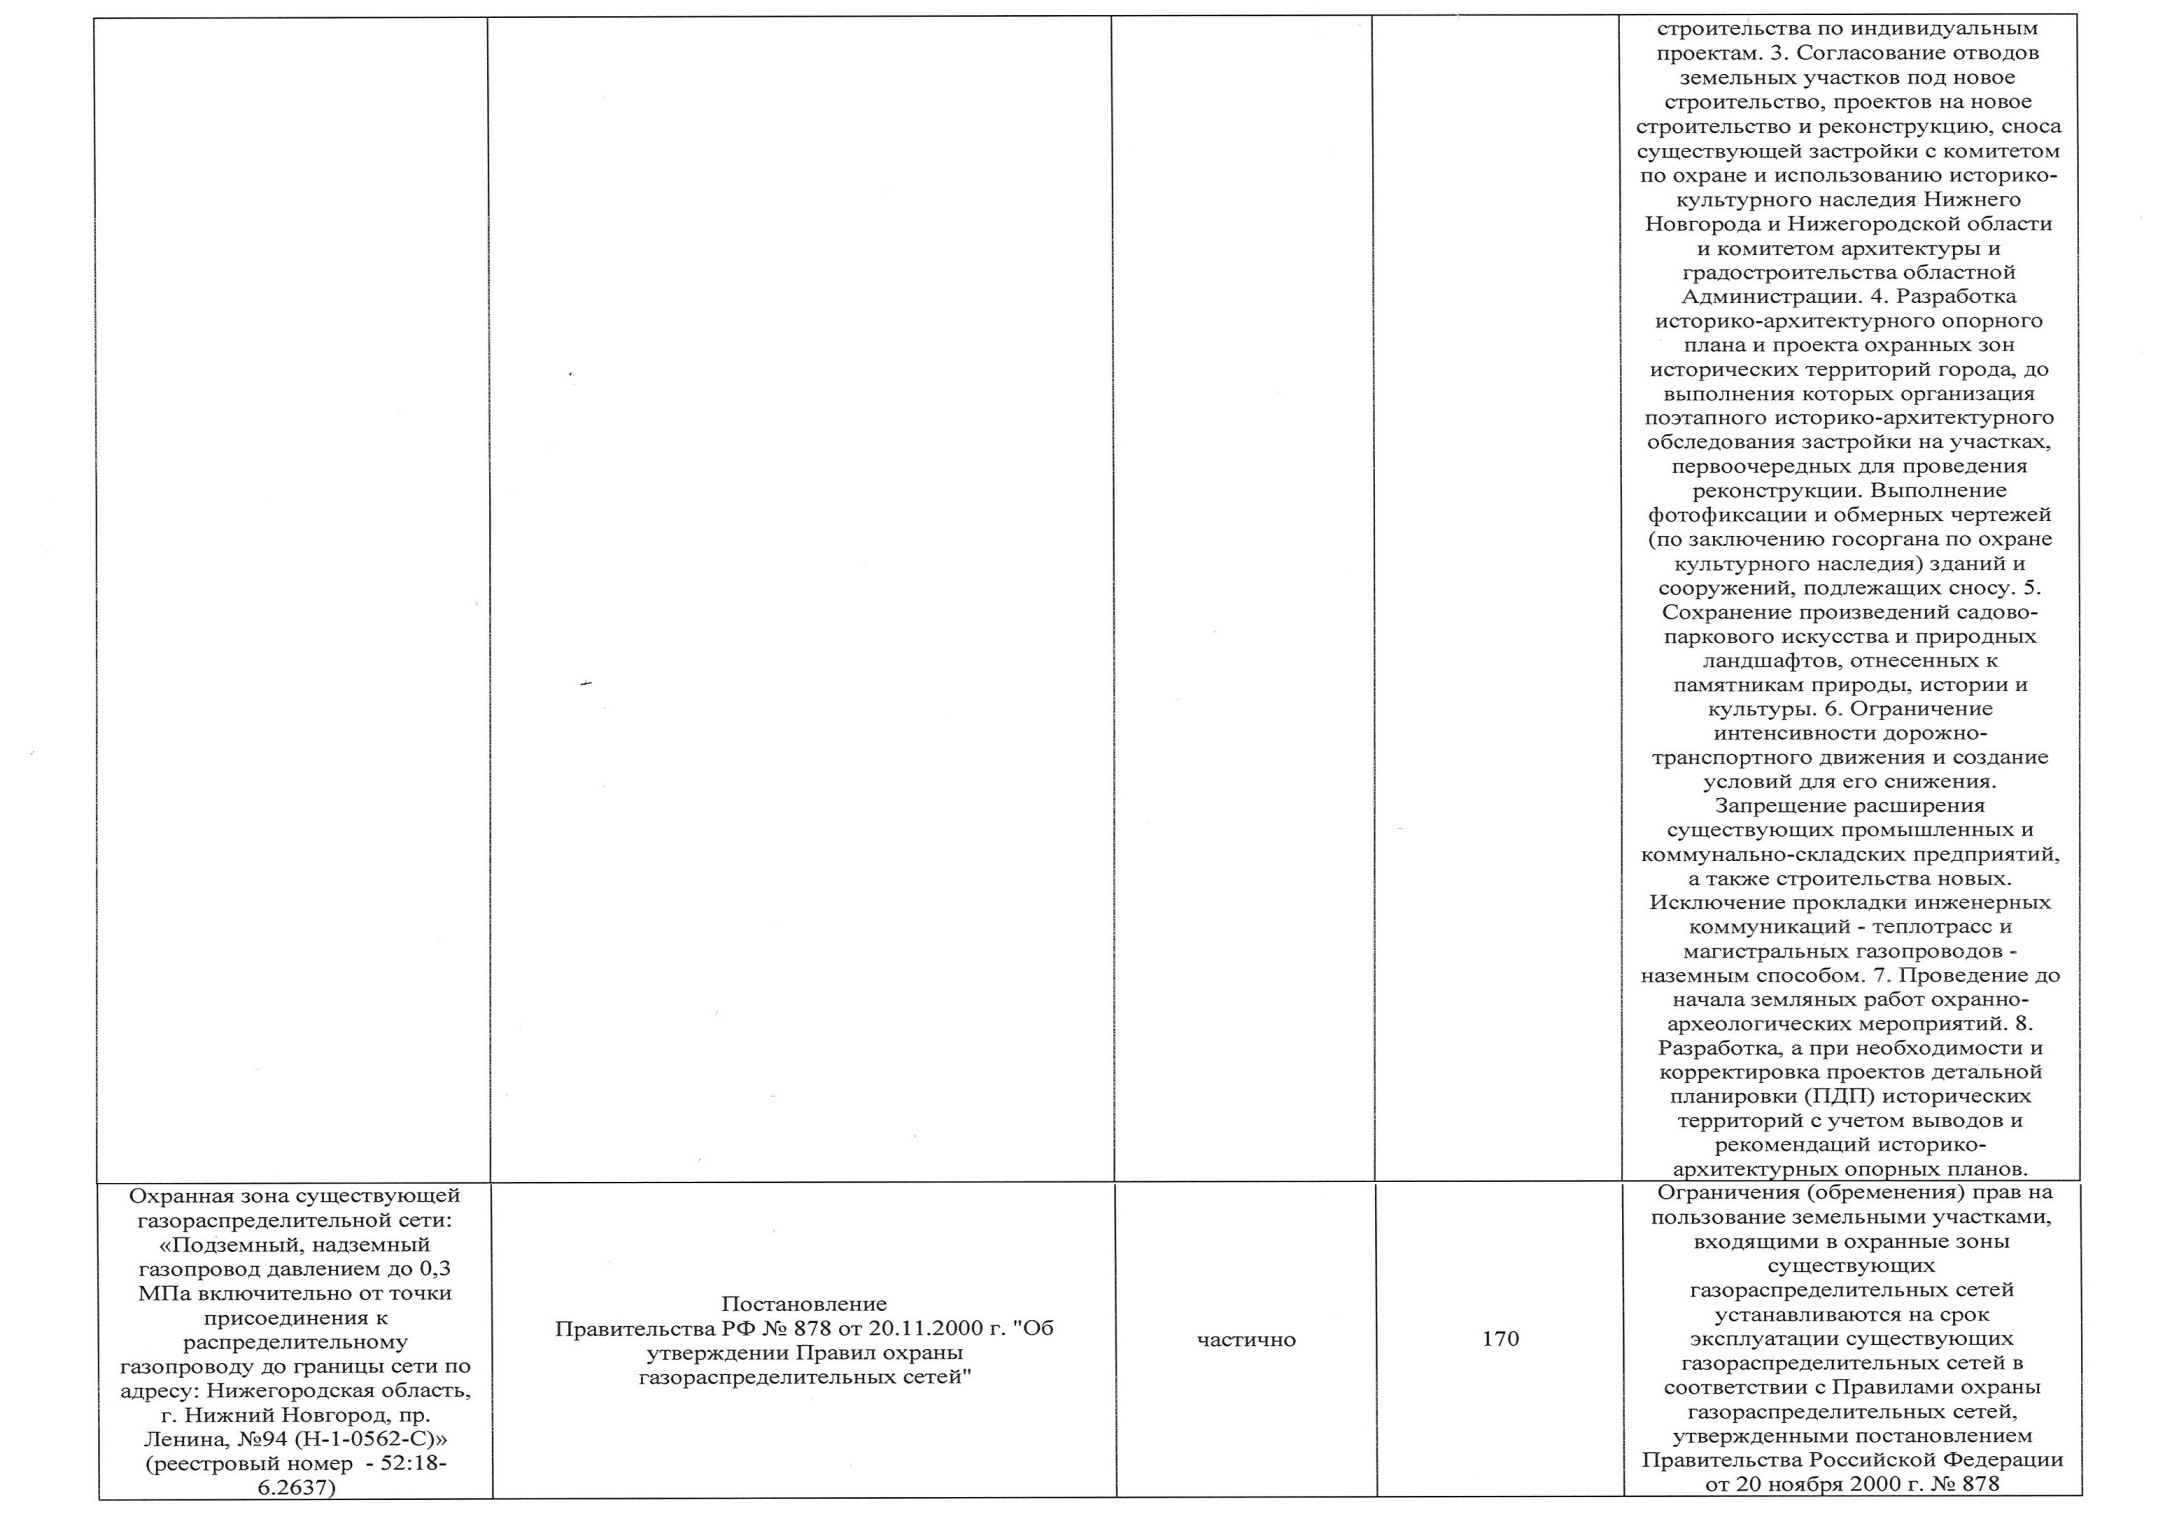 строительства по индивидуальным
проектам. 3. Согласование отводов
земельных участков под новое
строительство, проектов на новое
строительство и реконструкцию, сноса
существующей застройки с комитетом
по охране и использованию историко-
культурного наследия Нижнего
Новгорода и Нижегородской области
и комитетом архитектуры и
градостроительства областной
Администрации. 4. Разработка
историко-архитектурного опорного
плана и проекта охранных зон
исторических территорий города, до
выполнения которых организация
поэтапного историко-архитектурного
обследования застройки на участках,
первоочередных для проведения
реконструкции. Выполнение
фотофиксации и обмерных чертежей
(по заключению госоргана по охране
культурного наследия) зданий и
сооружений, подлежащих сносу. 5.
Сохранение произведений садово-
паркового искусства и природных
ландшафтов, отнесенных к
памятникам природы, истории и
культуры. 6. Ограничение
интенсивности дорожно-
транспортного движения и создание
условий для его снижения.
Запрещение расширения
существующих промышленных и
коммунально-складских предприятий,
а также строительства новых.
Исключение прокладки инженерных
коммуникаций - теплотрасс и
магистральных газопроводов -
наземным способом. 7. Проведение до
начала земляных работ охранно-
археологических мероприятий. 8.
Разработка, а при необходимости и
корректировка проектов детальной
планировки (ПДП) исторических
территорий с учетом выводов и
рекомендаций историко-
архитектурных опорных планов.
Охранная зона существующей
газораспределительной сети:
«Подземный, надземный
газопровод давлением до 0,3
МПа включительно от точки
присоединения к
распределительному
газопроводу до границы сети по
адресу: Нижегородская область,
г. Нижний Новгород, пр.
Ленина, №94 (Н-1-0562-С)»
(реестровый номер - 52:18-
6.2637)
Постановление
Правительства РФ № 878 от 20.11.2000 г. "Об
утверждении Правил охраны
газораспределительных сетей"
частично
170
Ограничения (обременения) прав на
пользование земельными участками,
входящими в охранные зоны
существующих
газораспределительных сетей
устанавливаются на срок
эксплуатации существующих
газораспределительных сетей в
соответствии с Правилами охраны
газораспределительных сетей,
утвержденными постановлением
Правительства Российской Федерации
от 20 ноября 2000 г. № 878